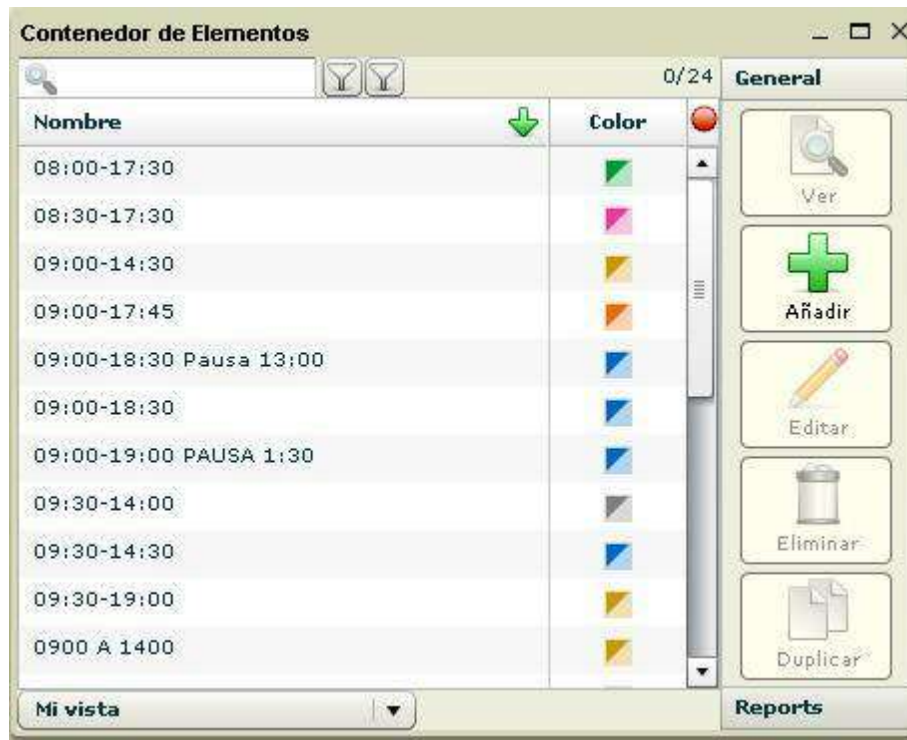 Contenedor de Elementos
0/24
General
Nombre
Color
08:00-17:30
08:30-17:30
09:00-14:30
09:00-17:45
09:00-18:30 Pausa 13:00
09:00-18:30
09:00-19:00 PAUSA 1:30
09:30-14:00
09:30-14:30
09:30-19:00
0900 A 1400
Ver
Añadir
Editar
Eliminar
Duplicar
Mi vista
Reports